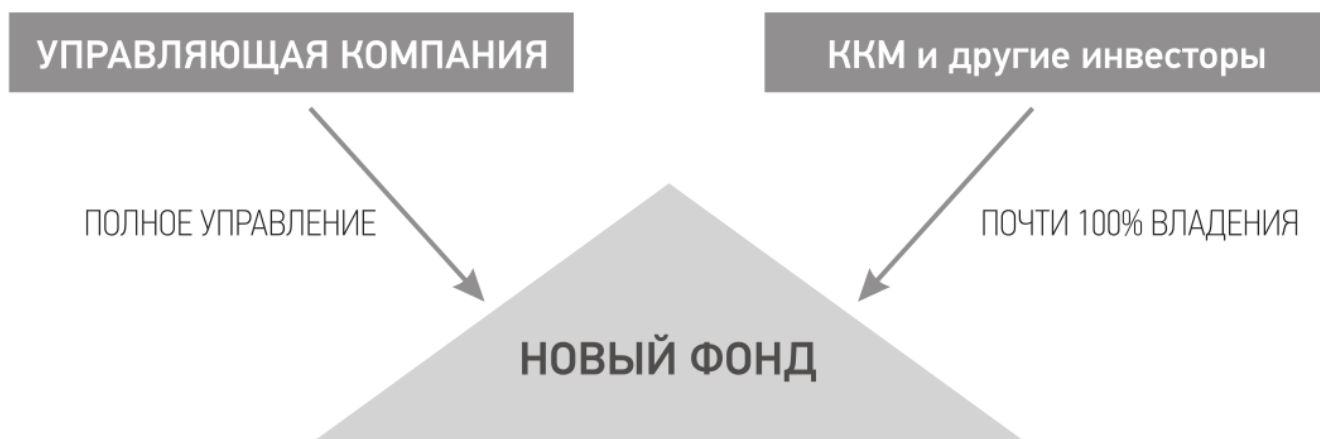 УПРАВЛЯЮЩАЯ КОМПАНИЯ
ККМ и другие инвесторы
ПОЛНОЕ УПРАВЛЕНИЕ
ПОЧТИ 100% ВЛАДЕНИЯ
НОВЫЙ ФОНД